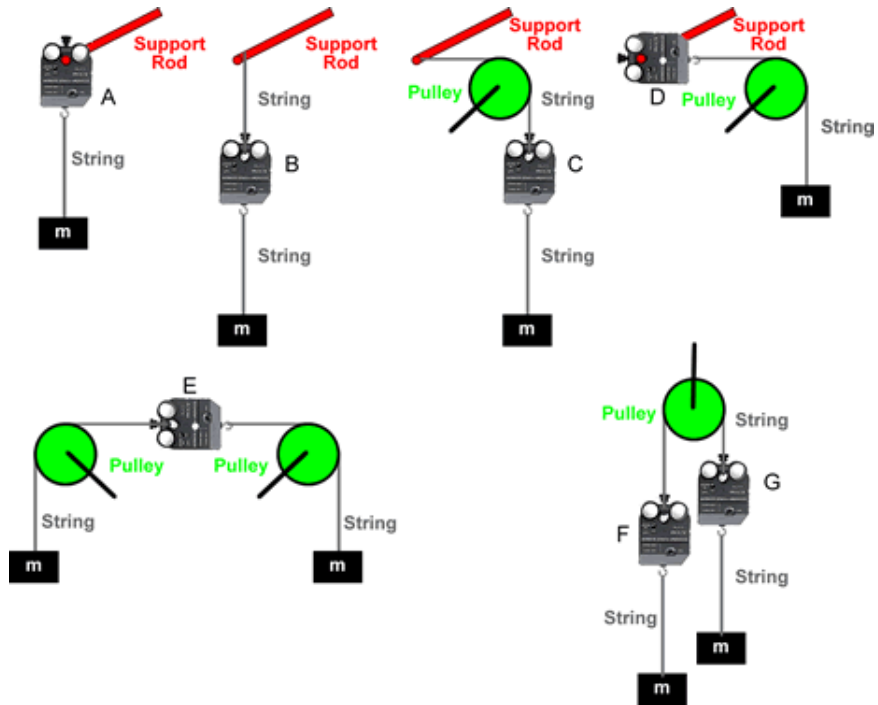 Support
Rod
A
String
m
Support
Rod
String
B
String
m
Support
Rod
Pulley
String
C
String
m
Support
Rod
D
Pulley
String
m
E
Pulley
Pulley
String
String
m
m
Pulley
String
G
F
String
String
m
m